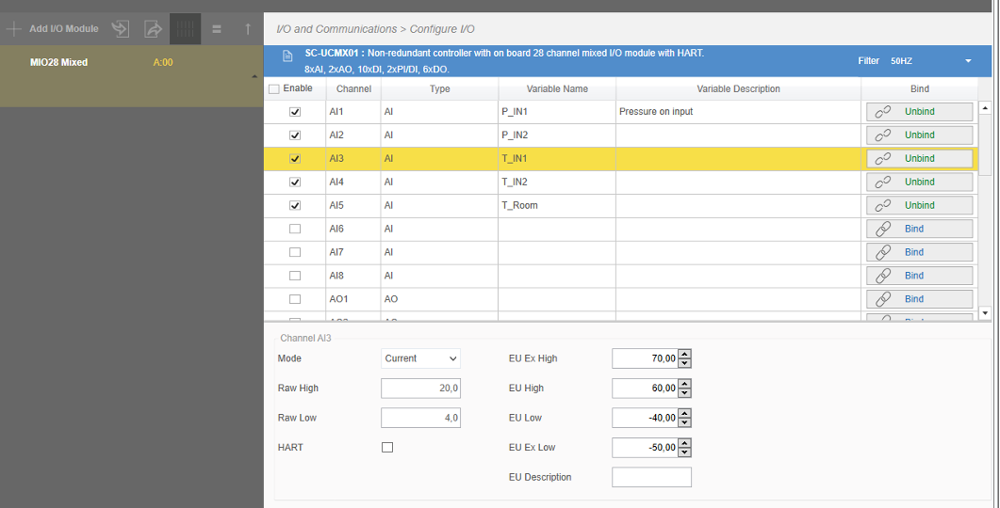 Add I/O Module
MIO28 Mixed A:00
I/O and Communications > Configure I/O
SC-UCMX01 : Non-redundant controller with on board 28 channel mixed I/O module with HART.
8xAI, 2xAO, 10xDI, 2xPI/DI, 6xDO.
Filter 50HZ
Enable Channel Type Variable Name Variable Description Bind
AI1 AI P_IN1 Pressure on input Unbind
AI2 AI P_IN2 Unbind
AI3 AI T_IN1 Unbind
AI4 AI T_IN2 Unbind
AI5 AI T_Room Unbind
AI6 AI Bind
AI7 AI Bind
AI8 AI Bind
AO1 AO Bind
Channel AI3
Mode Current EU Ex High 70,00
Raw High 20,0 EU High 60,00
Raw Low 4,0 EU Low -40,00
HART EU Ex Low -50,00
EU Description